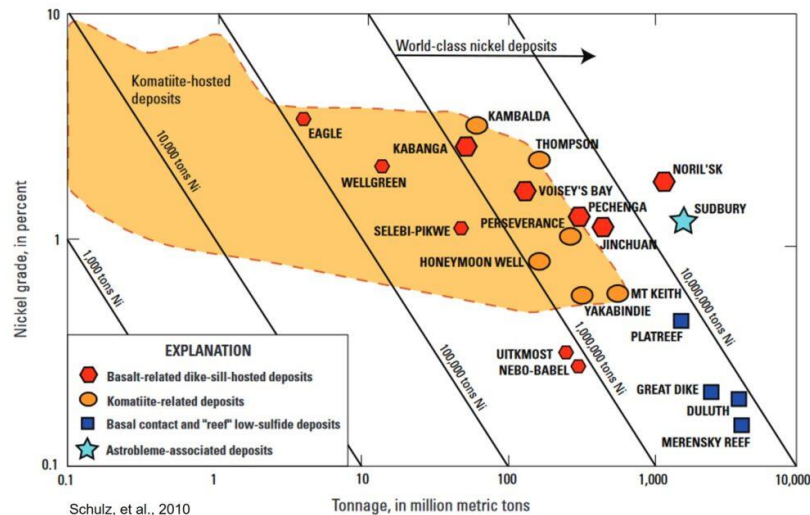 10
World-class nickel deposits
Komatiite-hosted
deposits
KAMBALDA
EAGLE
10,000 tons Ni
KABANGA
THOMPSON
WELLGREEN
NORIL'SK
VOISEY'S BAY
PECHENGA
SUDBURY
SELEBI-PIKWE
PERSEVERANCE
JINCHUAN
Nickel grade, in percent
1
1,000 tons Ni
HONEYMOON WELL
10,000,000 tons Ni
MT KEITH
YAKABINDIE
PLATREEF
100,000 tons Ni
1,000,000 tons Ni
EXPLANATION
Basalt-related dike-sill-hosted deposits
Komatiite-related deposits
Basal contact and "reef" low-sulfide deposits
Astrobleme-associated deposits
UITKMOST
NEBO-BABEL
GREAT DIKE
DULUTH
MERENSKY REEF
0.1
0.1
1
10
100
1,000
10,000
Schulz, et al., 2010
Tonnage, in million metric tons